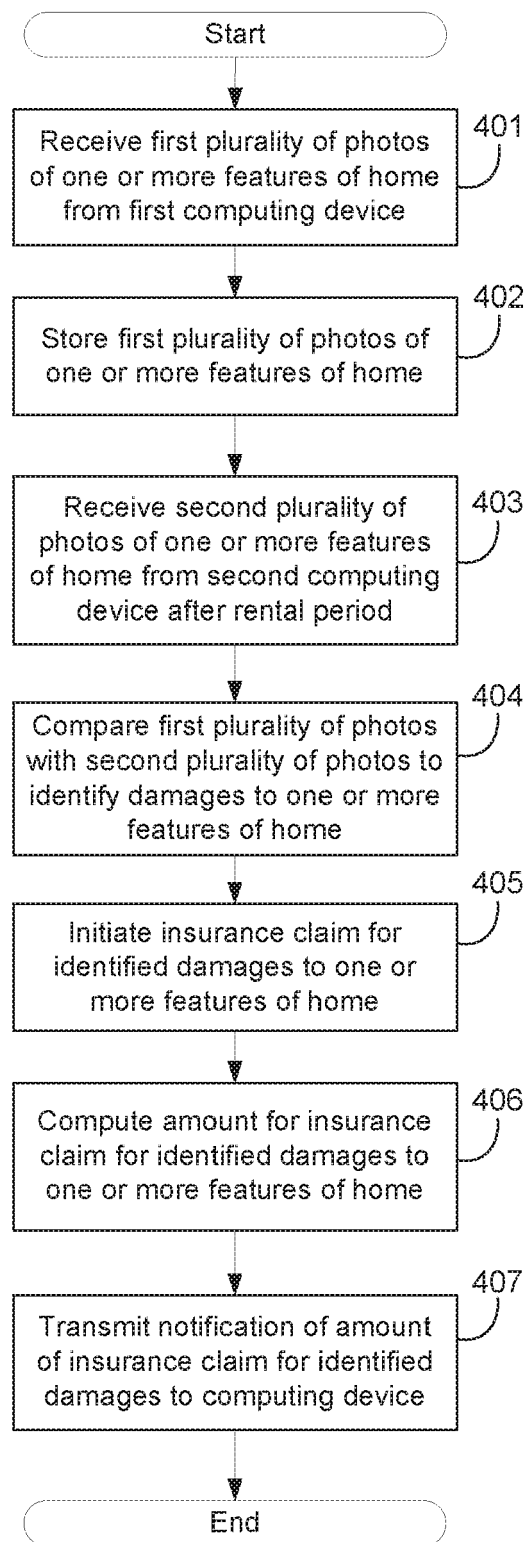 Start
401
Receive first plurality of photos
of one or more features of home
from first computing device
402
Store first plurality of photos of
one or more features of home
403
Receive second plurality of
photos of one or more features
of home from second computing
device after rental period
404
Compare first plurality of photos
with second plurality of photos to
identify damages to one or more
features of home
405
Initiate insurance claim for
identified damages to one or
more features of home
406
Compute amount for insurance
claim for identified damages to
one or more features of home
407
Transmit notification of amount
of insurance claim for identified
damages to computing device
End